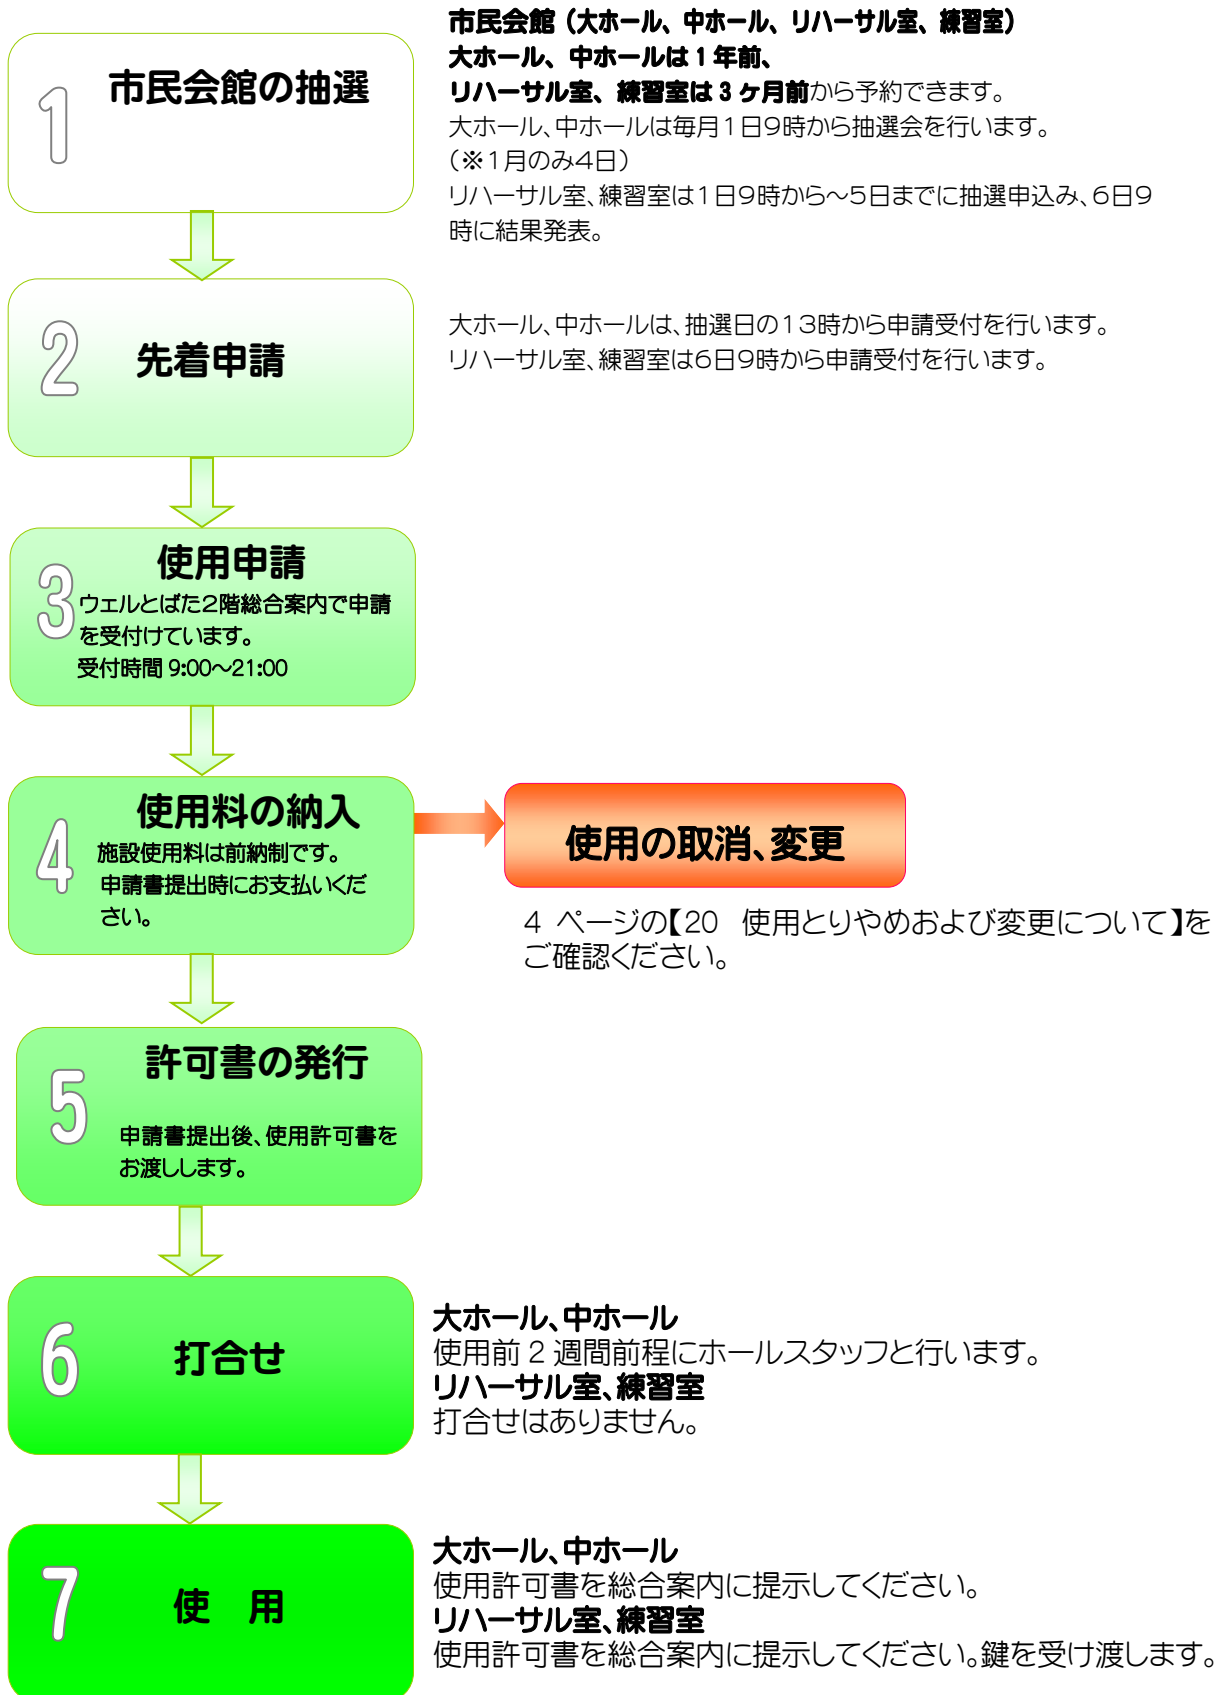 市民会館（大ホール、中ホール、リハーサル室、練習室）
大ホール、中ホールは１年前、
リハーサル室、練習室は３ヶ月前から予約できます。
大ホール、中ホールは毎月１日９時から抽選会を行います。
（※１月のみ４日）
リハーサル室、練習室は１日９時から～５日までに抽選申込み、６日９
時に結果発表。
1
市民会館の抽選
2
先着申請
大ホール、中ホールは、抽選日の１３時から申請受付を行います。
リハーサル室、練習室は６日９時から申請受付を行います。
3
使用申請
ウェルとばた２階総合案内で申請
を受付けています。
受付時間 9:00～21:00
4
使用料の納入
施設使用料は前納制です。
申請書提出時にお支払いくだ
さい。
使用の取消、変更
４ ページの【20　使用とりやめおよび変更について】を
ご確認ください。
5
許可書の発行
申請書提出後、使用許可書を
お渡しします。
6
打合せ
大ホール、中ホール
使用前２週間前程にホールスタッフと行います。
リハーサル室、練習室
打合せはありません。
7
使　用
大ホール、中ホール
使用許可書を総合案内に提示してください。
リハーサル室、練習室
使用許可書を総合案内に提示してください。鍵を受け渡します。